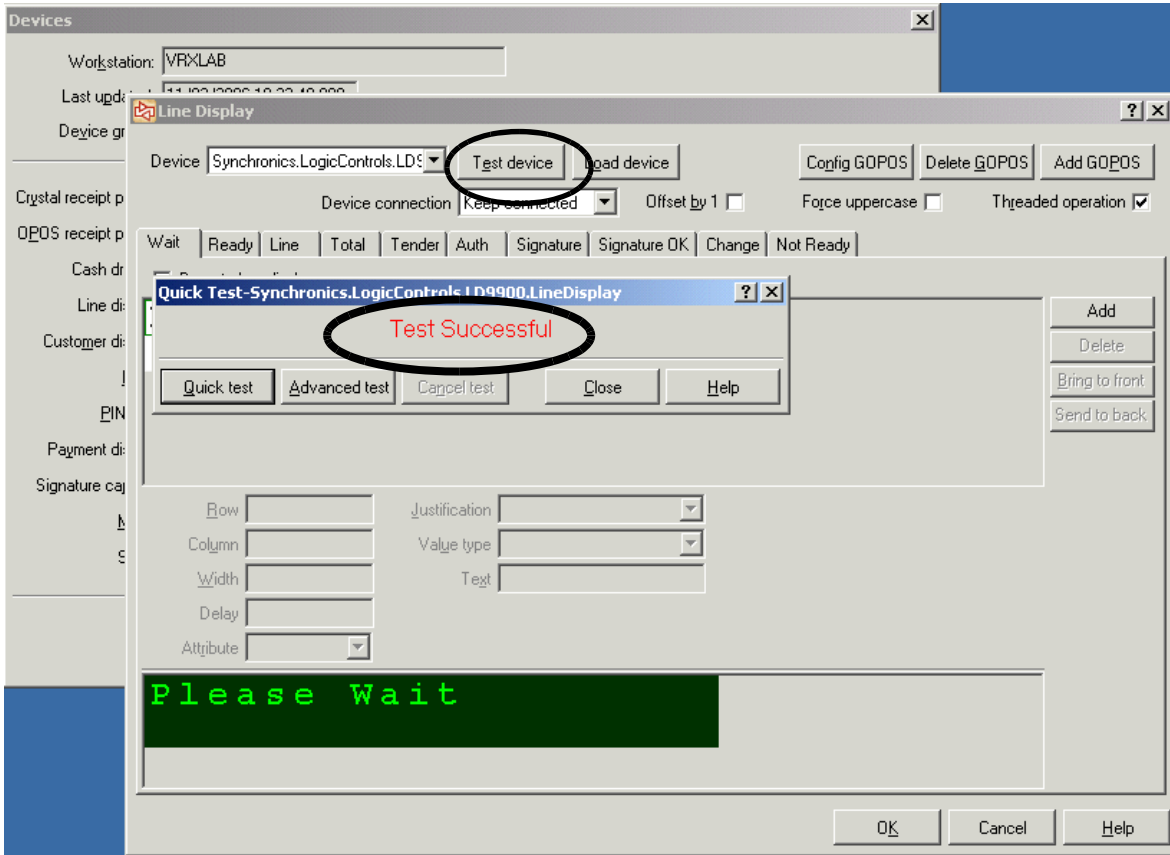 Devices
Workstation: VRXLAB
Last
Line Display
Device
Device Synchronics.LogicControls.LD9 Test device Load device Config GOPOS Delete GOPOS Add GOPOS
Crystal receipt p
Device connection Keep connected Offset by 1 Force uppercase Threaded operation
OPOS receipt p
Wait Ready Line Total Tender Auth Signature Signature OK Change Not Ready
Cash dr
Quick Test-Synchronics.LogicControls.LD9900.LineDisplay
Line di
Add
Test Successful
Customer di
Delete
Quick test Advanced test Cancel test Close Help
Bring to front
PIN
Send to back
Payment di
Signature ca
Row Justification
Column Value type
Width Text
Delay
Attribute
Please Wait
OK Cancel Help